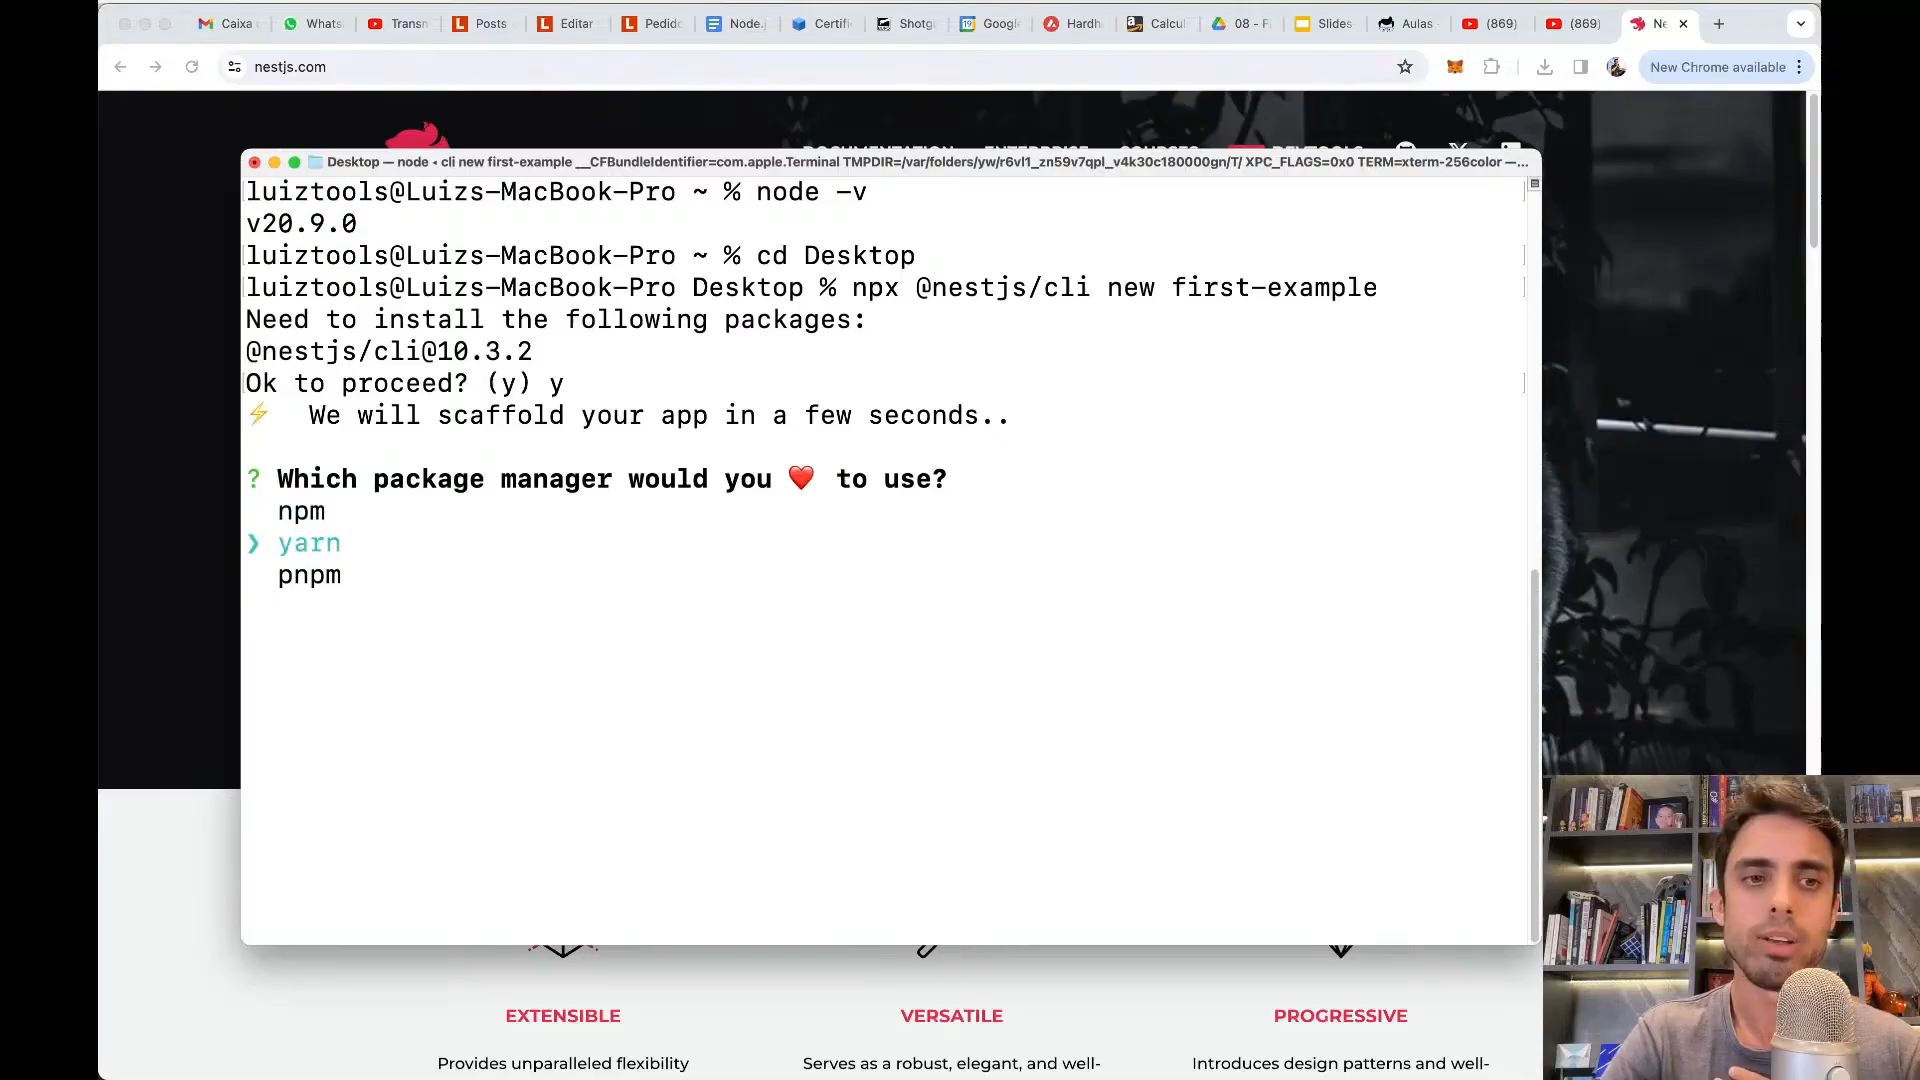 Caixa
Whats
Transn
Posts
Editar
Pedido
Node.
Certifi
Shotg
Google
Hardh
Calcul
08 - F
Slides
Aulas
(869)
(869)
Ne
nestjs.com
New Chrome available
Desktop — node ◂ cli new first-example __CFBundleIdentifier=com.apple.Terminal TMPDIR=/var/folders/yw/r6vl1_zn59v7qpl_v4k30c180000gn/T/ XPC_FLAGS=0x0 TERM=xterm-256color —...
luiztools@Luizs-MacBook-Pro ~ % node -v
v20.9.0
luiztools@Luizs-MacBook-Pro ~ % cd Desktop
luiztools@Luizs-MacBook-Pro Desktop % npx @nestjs/cli new first-example
Need to install the following packages:
@nestjs/cli@10.3.2
Ok to proceed? (y) y
⚡ We will scaffold your app in a few seconds..
? Which package manager would you ❤️ to use?
npm
❯ yarn
pnpm
EXTENSIBLE
VERSATILE
PROGRESSIVE
Provides unparalleled flexibility
Serves as a robust, elegant, and well-
Introduces design patterns and well-